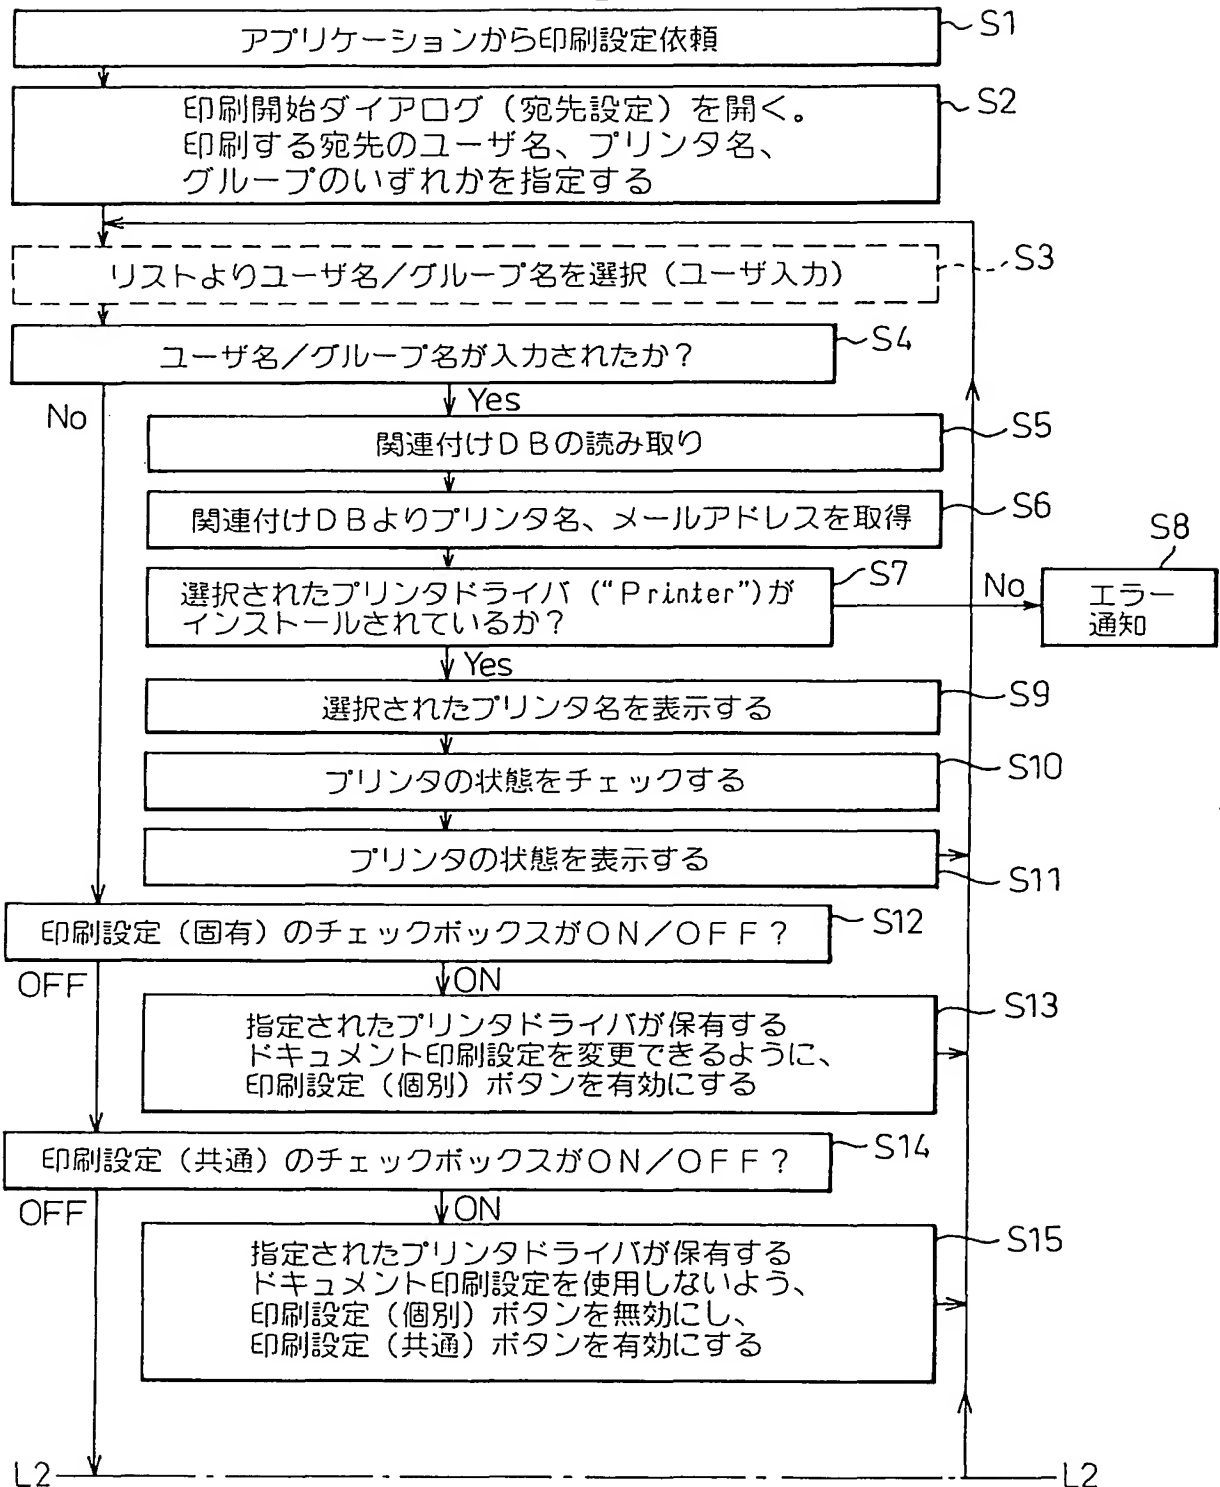 アプリケーションから印刷設定依頼
S1
印刷開始ダイアログ（宛先設定）を開く。
印刷する宛先のユーザ名、プリンタ名、
グループのいずれかを指定する
S2
リストよりユーザ名／グループ名を選択（ユーザ入力）
S3
ユーザ名／グループ名が入力されたか？
S4
No
Yes
関連付けＤＢの読み取り
S5
関連付けＤＢよりプリンタ名、メールアドレスを取得
S6
選択されたプリンタドライバ（“Printer”)が
インストールされているか？
S7
No
S8
エラー
通知
Yes
選択されたプリンタ名を表示する
S9
プリンタの状態をチェックする
S10
プリンタの状態を表示する
S11
印刷設定（固有）のチェックボックスがＯＮ／ＯＦＦ？
S12
OFF
ON
指定されたプリンタドライバが保有する
ドキュメント印刷設定を変更できるように、
印刷設定（個別）ボタンを有効にする
S13
印刷設定（共通）のチェックボックスがＯＮ／ＯＦＦ？
S14
OFF
ON
指定されたプリンタドライバが保有する
ドキュメント印刷設定を使用しないよう、
印刷設定（個別）ボタンを無効にし、
印刷設定（共通）ボタンを有効にする
S15
L2
L2